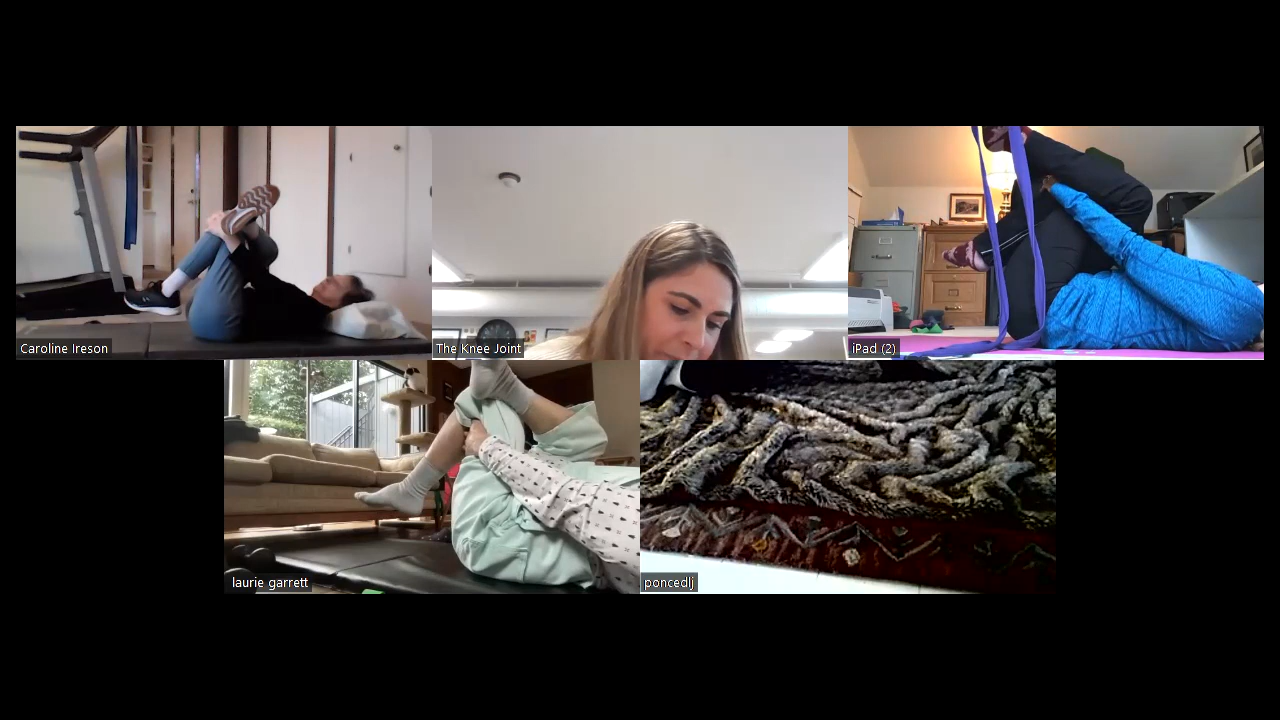 Caroline Ireson
The Knee Joint
iPad (2)
laurie garrett
poncedlj